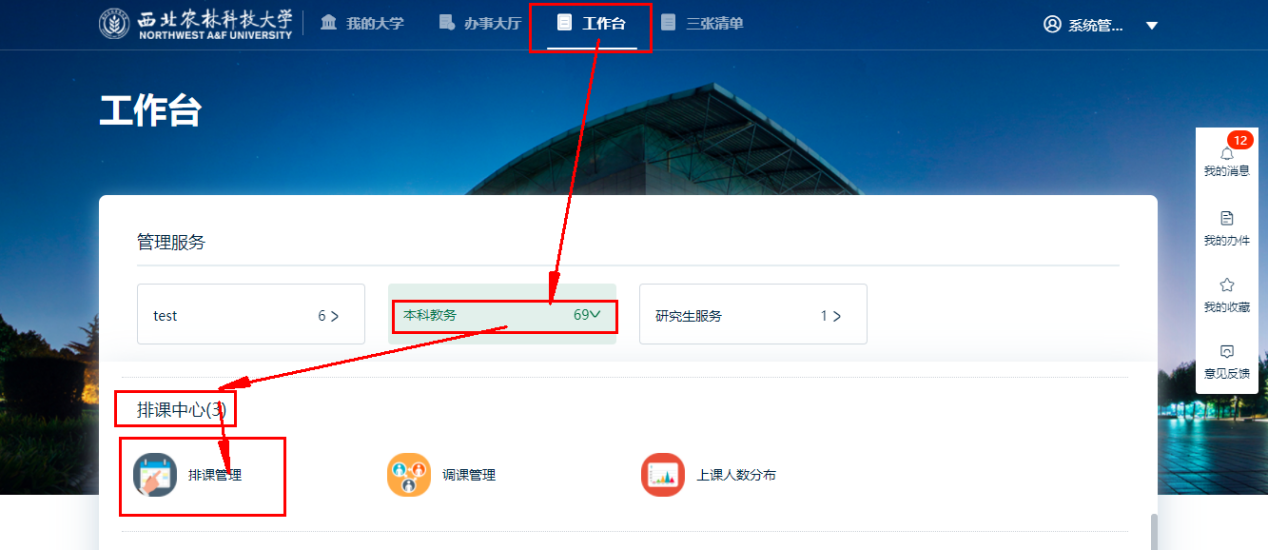 西北农林科技大学
NORTHWEST A&F UNIVERSITY
我的大学
办事大厅
工作台
三张清单
系统管...
工作台
12
我的消息
我的办件
我的收藏
意见反馈
管理服务
test 6
本科教务 69
研究生服务 1
排课中心(3)
排课管理
调课管理
上课人数分布